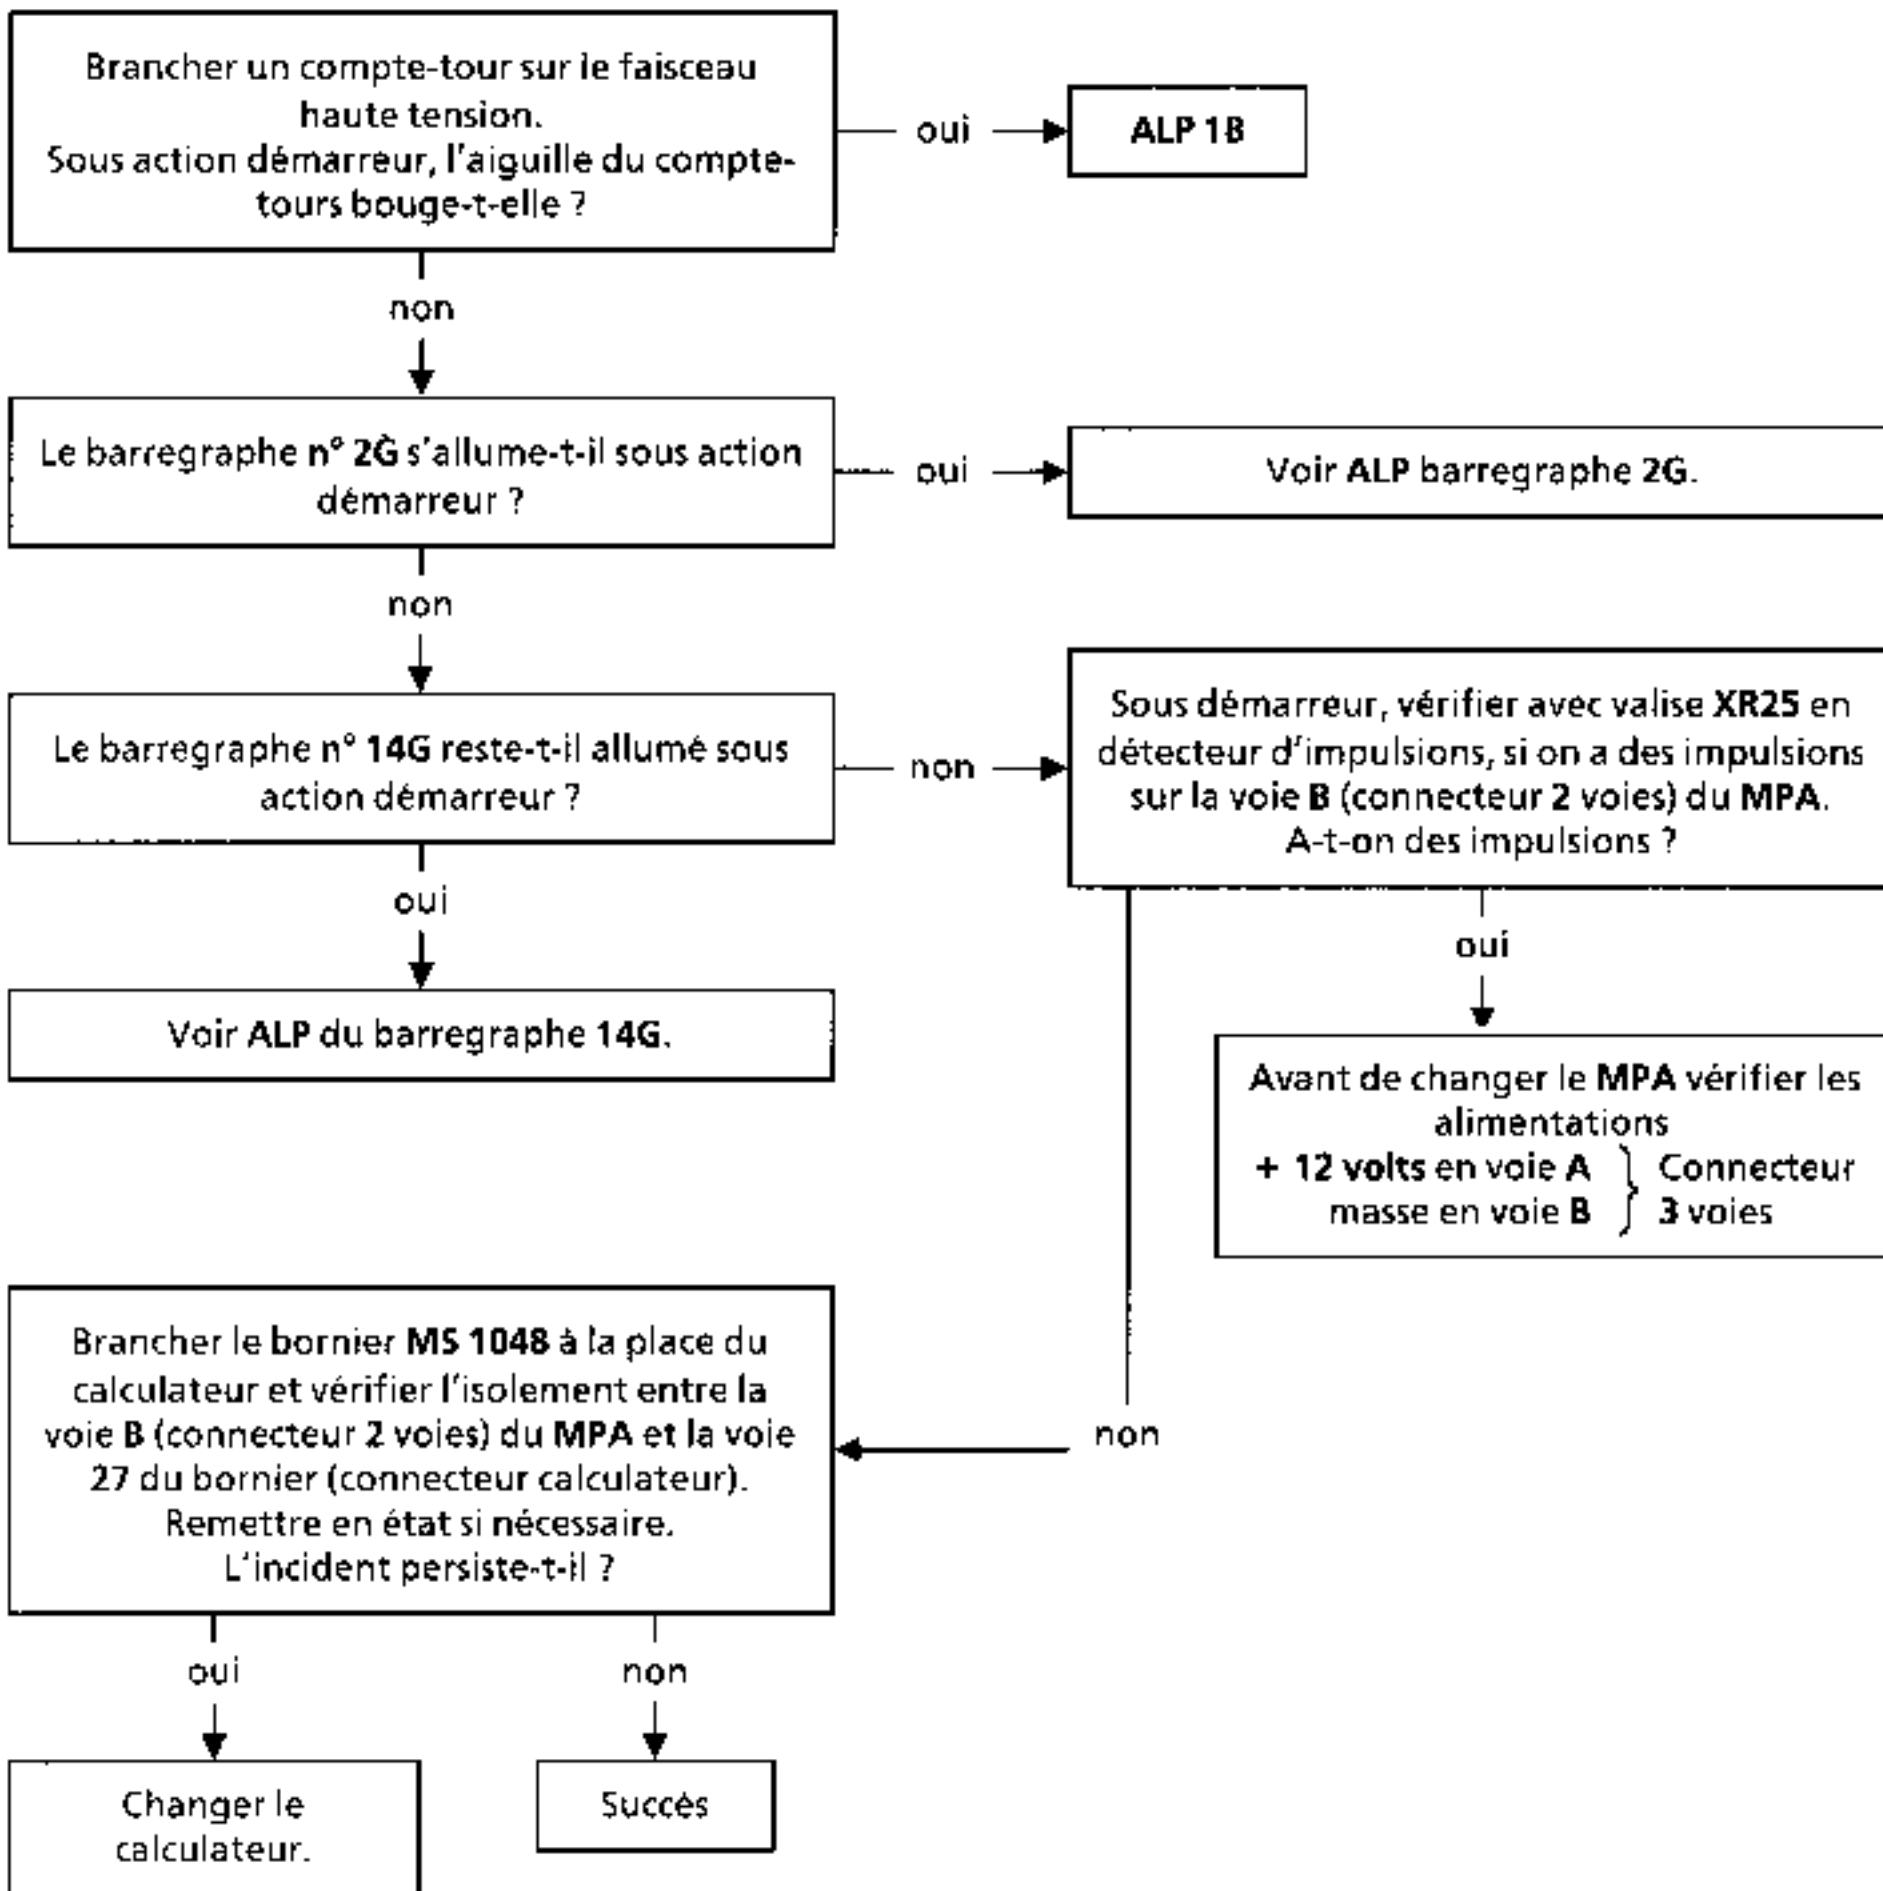 Brancher un compte-tour sur le faisceau
haute tension.
Sous action démarreur, l'aiguille du compte-
tours bouge-t-elle ?
oui
ALP 1B
non
Le barregraphe n° 2G s'allume-t-il sous action
démarreur ?
oui
Voir ALP barregraphe 2G.
non
Le barregraphe n° 14G reste-t-il allumé sous
action démarreur ?
non
Sous démarreur, vérifier avec valise XR25 en
détecteur d'impulsions, si on a des impulsions
sur la voie B (connecteur 2 voies) du MPA.
A-t-on des impulsions ?
oui
Voir ALP du barregraphe 14G.
oui
Avant de changer le MPA vérifier les
alimentations
+ 12 volts en voie A } Connecteur
masse en voie B } 3 voies
non
Brancher le bornier MS 1048 à la place du
calculateur et vérifier l'isolement entre la
voie B (connecteur 2 voies) du MPA et la voie
27 du bornier (connecteur calculateur).
Remettre en état si nécessaire.
L'incident persiste-t-il ?
oui
non
Changer le
calculateur.
Succès